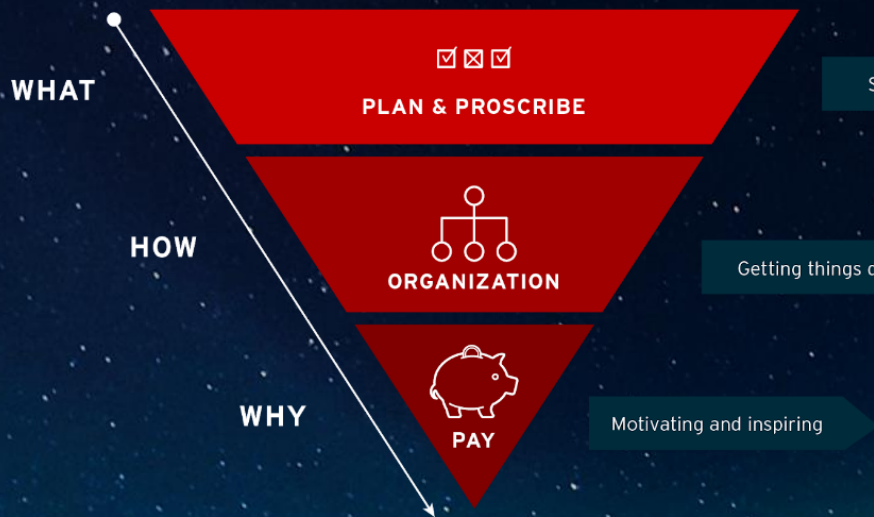 WHAT
PLAN & PROSCRIBE
HOW
ORGANIZATION
Getting things
WHY
PAY
Motivating and inspiring